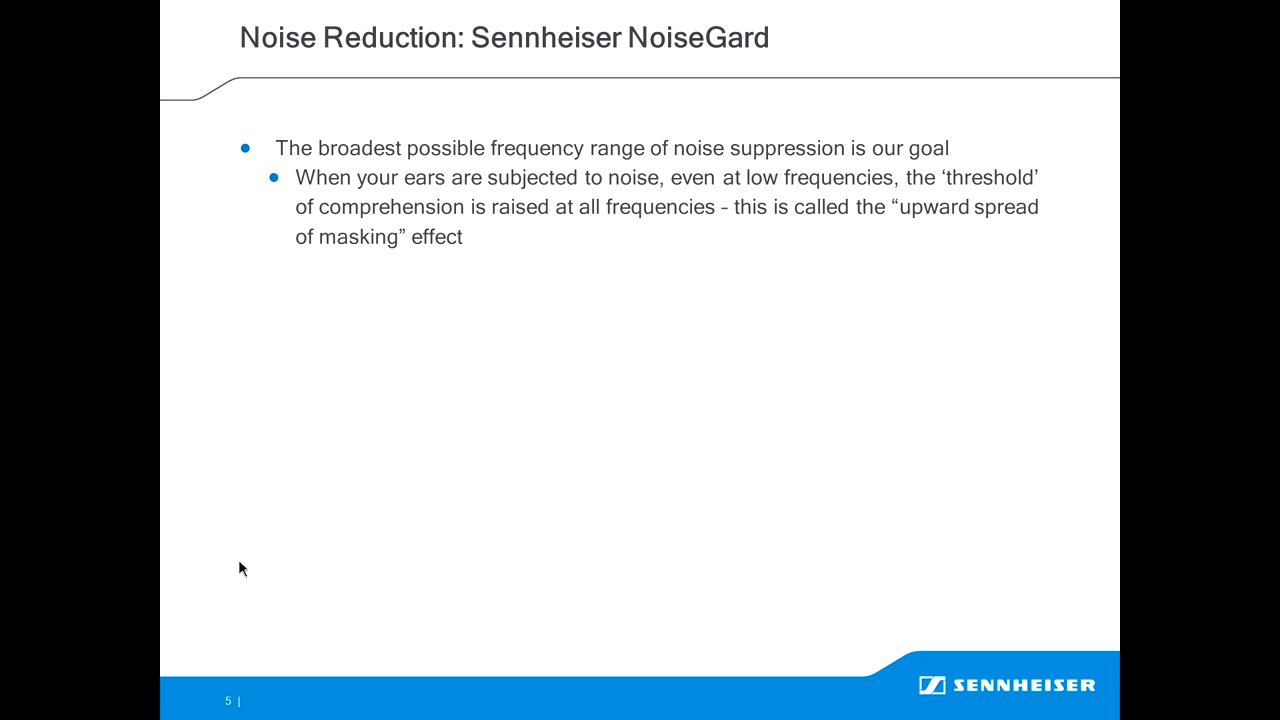 Noise Reduction: Sennheiser NoiseGard
The broadest possible frequency range of noise suppression is our goal
When your ears are subjected to noise, even at low frequencies, the ‘threshold’
of comprehension is raised at all frequencies – this is called the “upward spread
of masking” effect
5 |
SENNHEISER